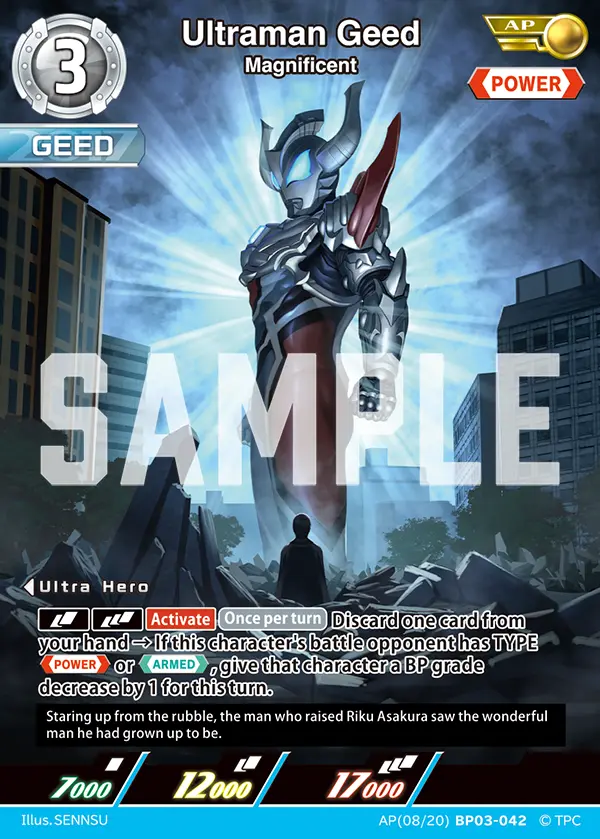 Ultraman Geed
Magnificent
3
AP
POWER
GEED
SAMPLE
Ultra Hero
Activate Once per turn Discard one card from
your hand → If this character's battle opponent has TYPE
POWER or ARMED, give that character a BP grade
decrease by 1 for this turn.
Staring up from the rubble, the man who raised Riku Asakura saw the wonderful
man he had grown up to be.
7000 12000 17000
Illus. SENNSU AP(08/20) BP03-042 © TPC